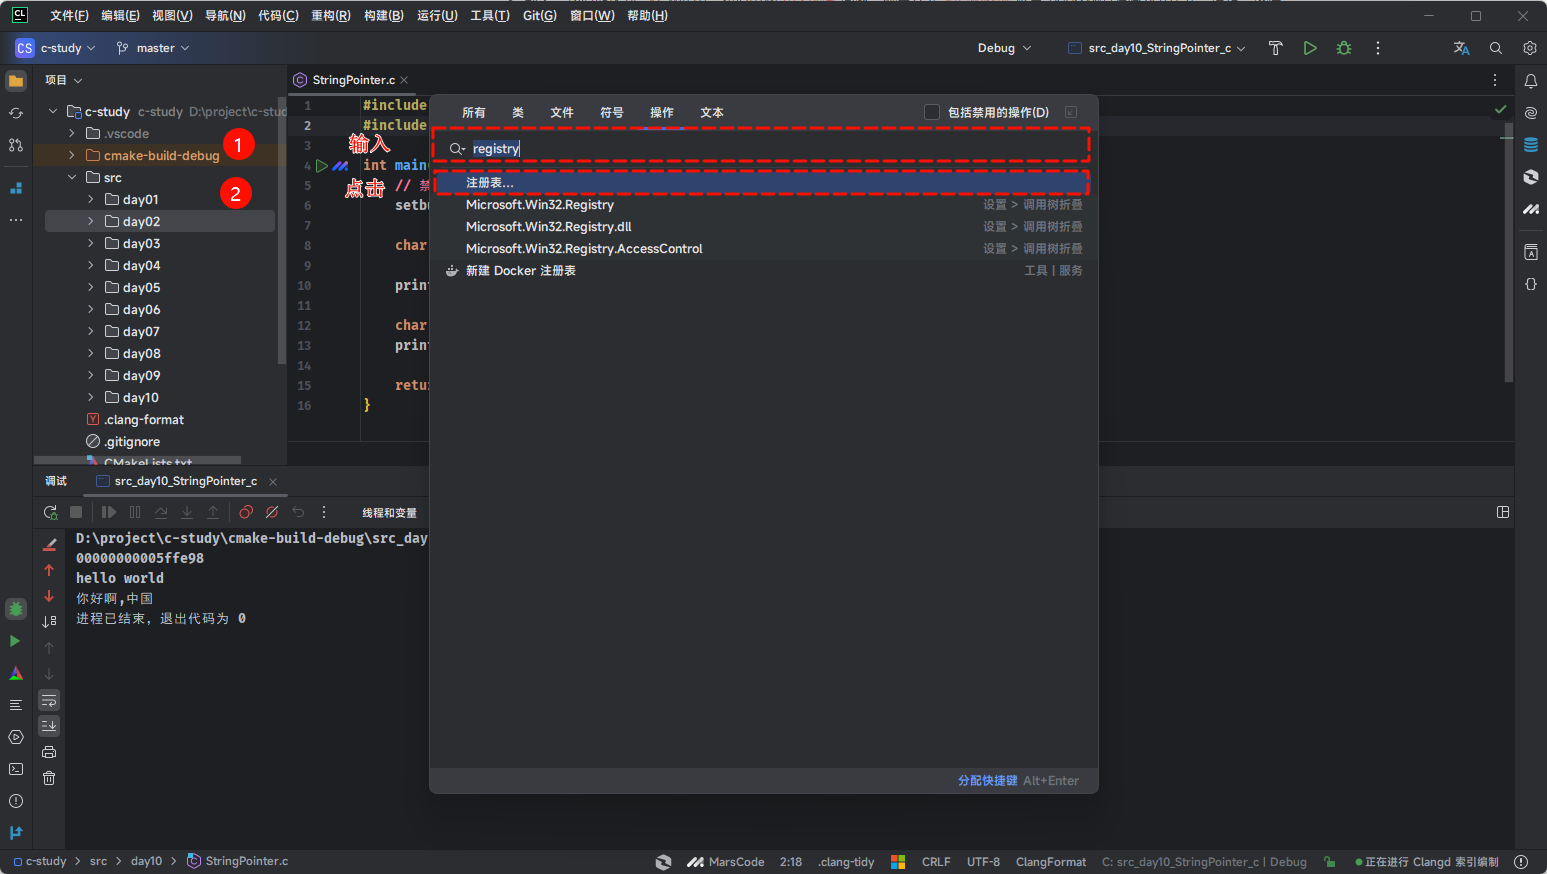 CL 文件(F) 编辑(E) 视图(V) 导航(N) 代码(C) 重构(R) 构建(B) 运行(U) 工具(T) Git(G) 窗口(W) 帮助(H)
CS c-study master Debug src_day10_StringPointer_c
项目
c-study c-study D:\project\c-stud
.vscode
cmake-build-debug
src
day01
day02
day03
day04
day05
day06
day07
day08
day09
day10
.clang-format
.gitignore
CMakeLists.txt
1
2
StringPointer.c
1 #include
2 #include
3
4 int main
5 // 禁
6 setb
7
8 char
9
10 prin
11
12 char
13 prin
14
15 retu
16 }
输入
点击
所有 类 文件 符号 操作 文本 包括禁用的操作(D)
registry
注册表...
Microsoft.Win32.Registry 设置 > 调用树折叠
Microsoft.Win32.Registry.dll 设置 > 调用树折叠
Microsoft.Win32.Registry.AccessControl 设置 > 调用树折叠
新建 Docker 注册表 工具 | 服务
分配快捷键 Alt+Enter
调试 src_day10_StringPointer_c
线程和变量
D:\project\c-study\cmake-build-debug\src_day
00000000005ffe98
hello world
你好啊,中国
进程已结束，退出代码为 0
c-study > src > day10 > StringPointer.c MarsCode 2:18 .clang-tidy CRLF UTF-8 ClangFormat C: src_day10_StringPointer_c | Debug 正在进行 Clangd 索引编制